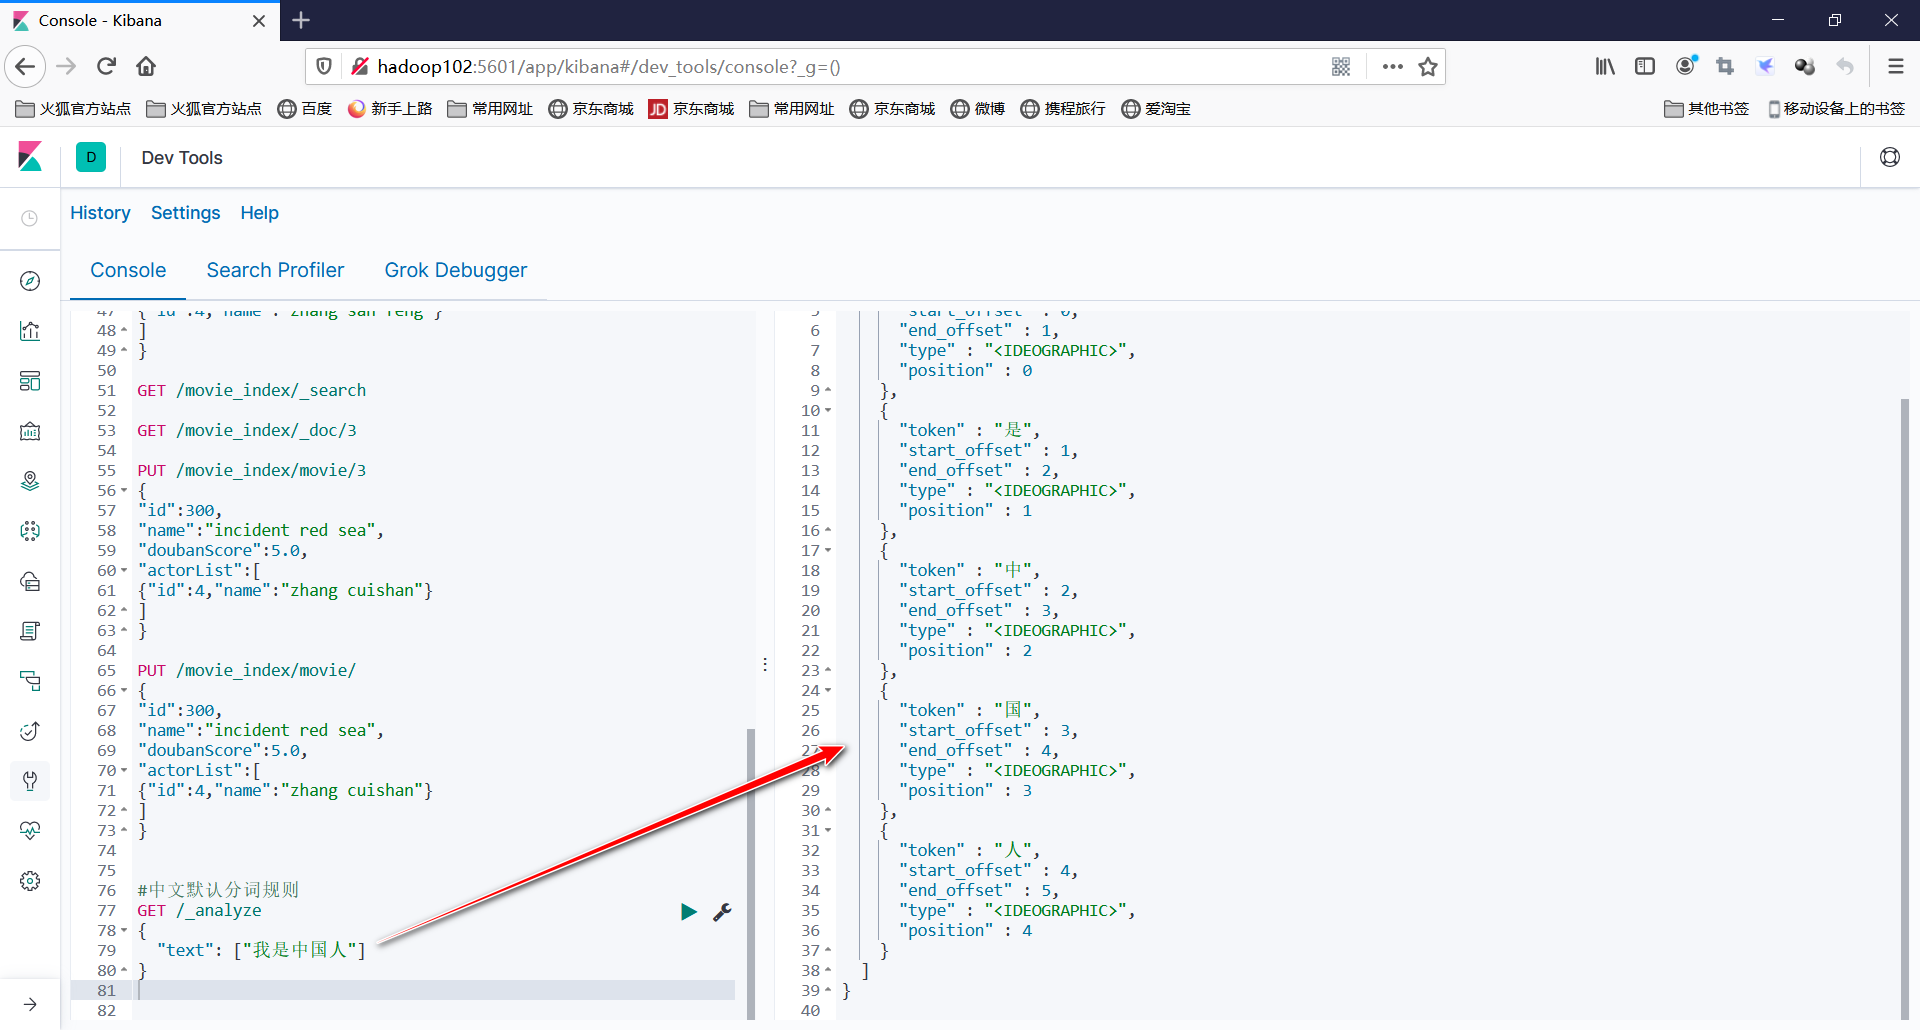 Console - Kibana
hadoop102:5601/app/kibana#/dev_tools/console?_g=()
火狐官方站点 火狐官方站点 百度 新手上路 常用网址 京东商城 JD 京东商城 常用网址 京东商城 微博 携程旅行 爱淘宝 其他书签 移动设备上的书签
D Dev Tools
History Settings Help
Console Search Profiler Grok Debugger
47 {"id":4,"name":"zhang san feng"}
48 ]
49 }
50
51 GET /movie_index/_search
52
53 GET /movie_index/_doc/3
54
55 PUT /movie_index/movie/3
56 {
57 "id":300,
58 "name":"incident red sea",
59 "doubanScore":5.0,
60 "actorList":[
61 {"id":4,"name":"zhang cuishan"}
62 ]
63 }
64
65 PUT /movie_index/movie/
66 {
67 "id":300,
68 "name":"incident red sea",
69 "doubanScore":5.0,
70 "actorList":[
71 {"id":4,"name":"zhang cuishan"}
72 ]
73 }
74
75
76 #中文默认分词规则
77 GET /_analyze
78 {
79 "text": ["我是中国人"]
80 }
81
82
5 "start_offset" : 0,
6 "end_offset" : 1,
7 "type" : "<IDEOGRAPHIC>",
8 "position" : 0
9 },
10 {
11 "token" : "是",
12 "start_offset" : 1,
13 "end_offset" : 2,
14 "type" : "<IDEOGRAPHIC>",
15 "position" : 1
16 },
17 {
18 "token" : "中",
19 "start_offset" : 2,
20 "end_offset" : 3,
21 "type" : "<IDEOGRAPHIC>",
22 "position" : 2
23 },
24 {
25 "token" : "国",
26 "start_offset" : 3,
27 "end_offset" : 4,
28 "type" : "<IDEOGRAPHIC>",
29 "position" : 3
30 },
31 {
32 "token" : "人",
33 "start_offset" : 4,
34 "end_offset" : 5,
35 "type" : "<IDEOGRAPHIC>",
36 "position" : 4
37 }
38 ]
39 }
40